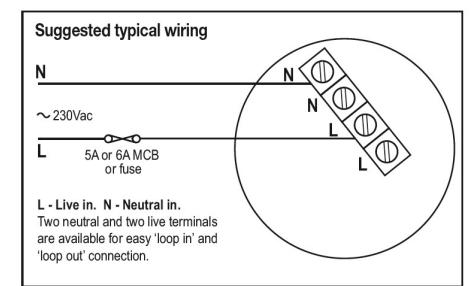 Suggested typical wiring
N
N
N
~ 230Vac
L
L
5A or 6A MCB
or fuse
L
L - Live in. N - Neutral in.
Two neutral and two live terminals
are available for easy 'loop in' and
'loop out' connection.